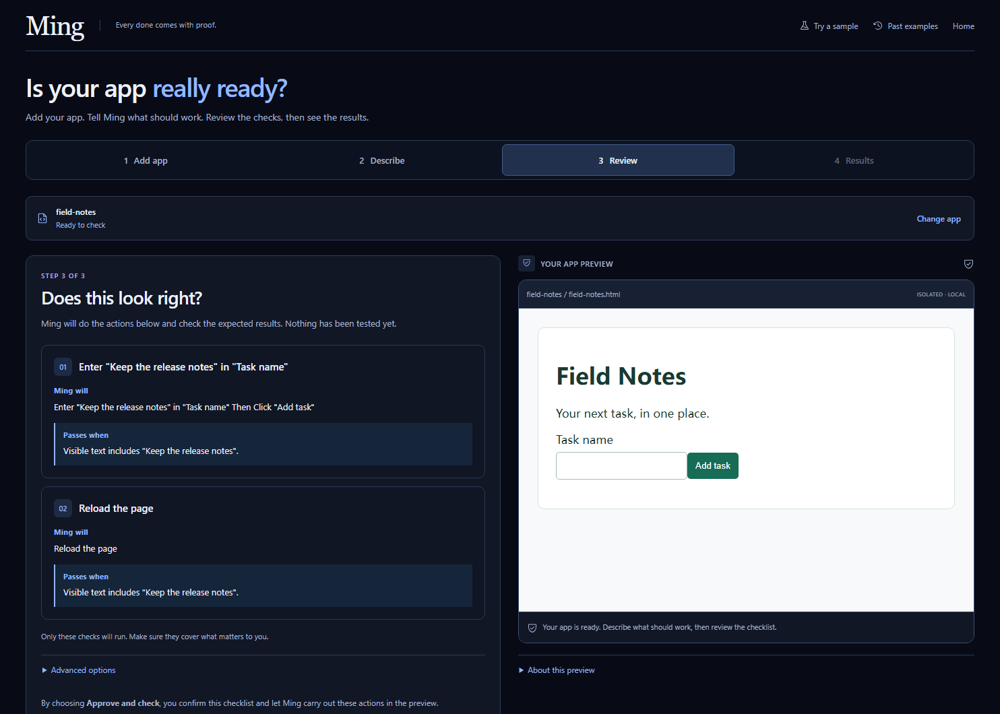 Ming
Every done comes with proof.
Try a sample
Past examples
Home
Is your app really ready?
Add your app. Tell Ming what should work. Review the checks, then see the results.
1 Add app
2 Describe
3 Review
4 Results
field-notes
Ready to check
Change app
STEP 3 OF 3
Does this look right?
Ming will do the actions below and check the expected results. Nothing has been tested yet.
01 Enter "Keep the release notes" in "Task name"
Ming will
Enter "Keep the release notes" in "Task name" Then Click "Add task"
Passes when
Visible text includes "Keep the release notes".
02 Reload the page
Ming will
Reload the page
Passes when
Visible text includes "Keep the release notes".
Only these checks will run. Make sure they cover what matters to you.
Advanced options
By choosing Approve and check, you confirm this checklist and let Ming carry out these actions in the preview.
YOUR APP PREVIEW
field-notes / field-notes.html
ISOLATED · LOCAL
Field Notes
Your next task, in one place.
Task name
Add task
Your app is ready. Describe what should work, then review the checklist.
About this preview